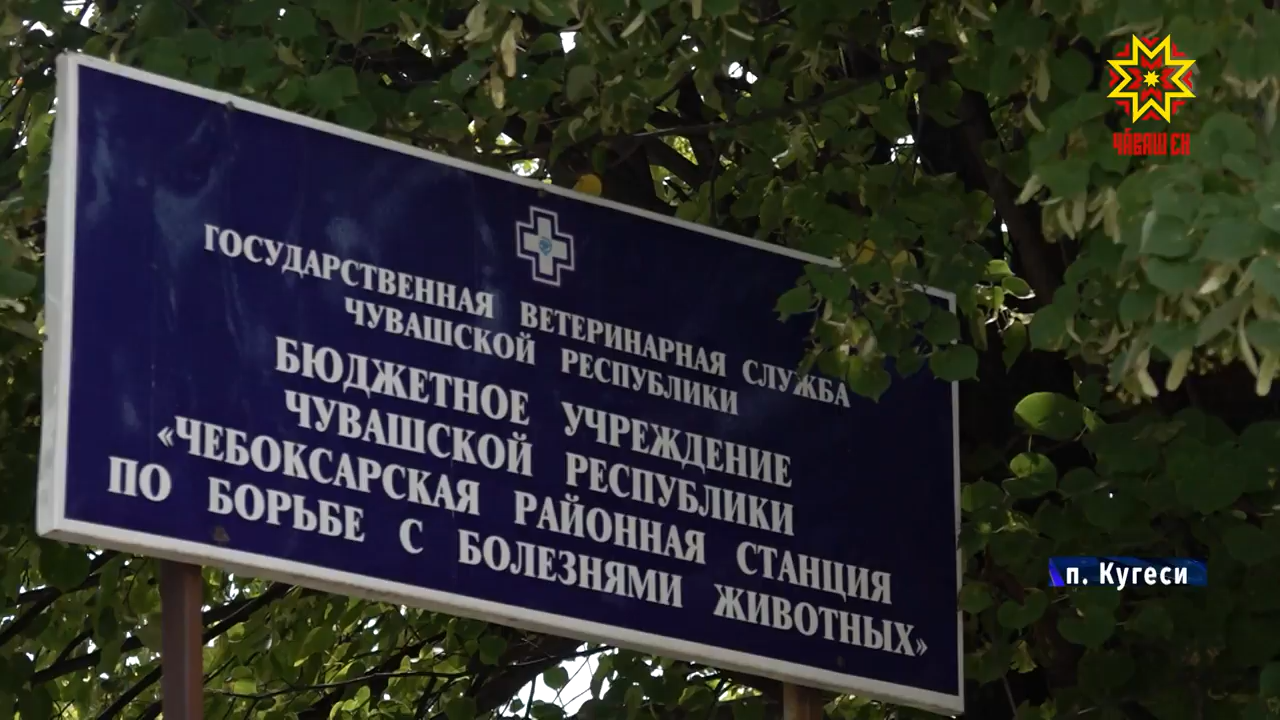 ЧӐВАШ ЕН
ГОСУДАРСТВЕННАЯ ВЕТЕРИНАРНАЯ СЛУЖБА
ЧУВАШСКОЙ РЕСПУБЛИКИ
БЮДЖЕТНОЕ УЧРЕЖДЕНИЕ
ЧУВАШСКОЙ РЕСПУБЛИКИ
«ЧЕБОКСАРСКАЯ РАЙОННАЯ СТАНЦИЯ
ПО БОРЬБЕ С БОЛЕЗНЯМИ ЖИВОТНЫХ»
п. Кугеси